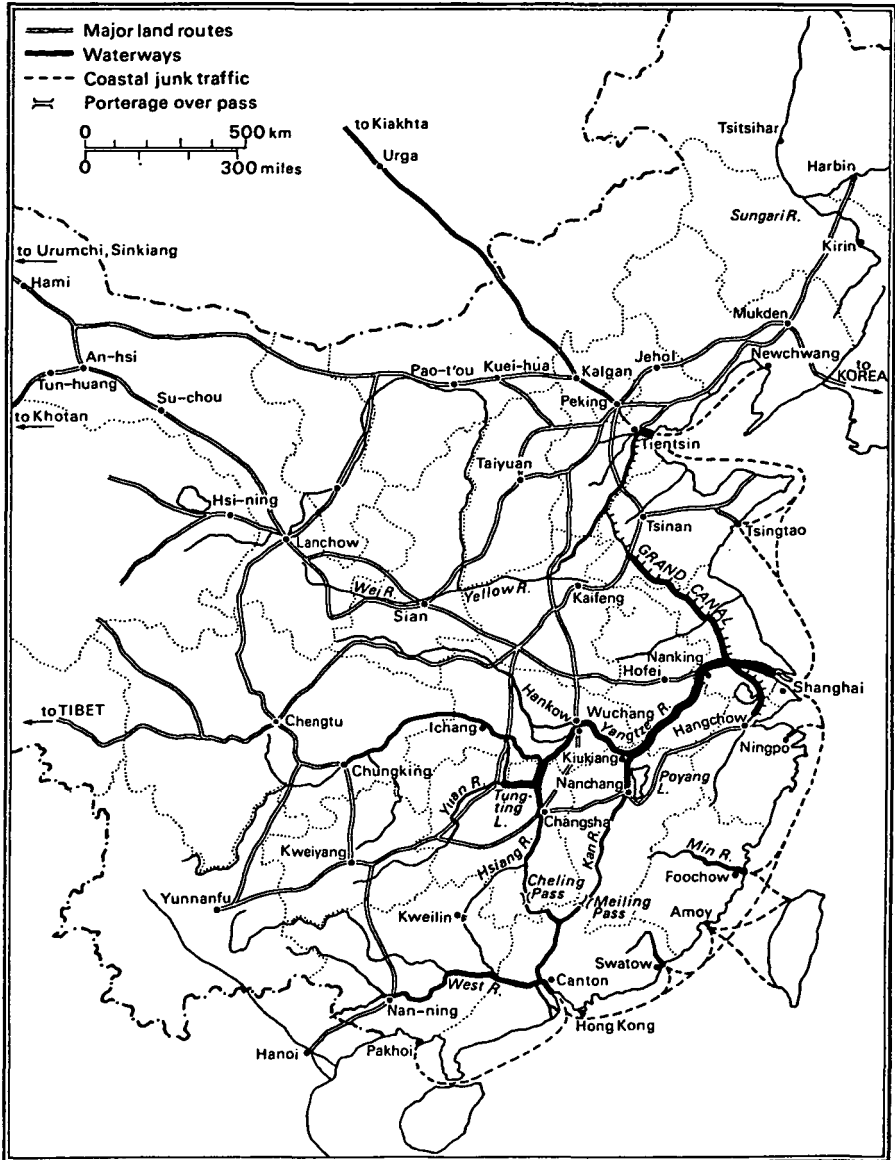 Major land routes
Waterways
Coastal junk traffic
Porterage over pass
0 500 km
0 300 miles
to Kiakhta
Urga
Tsitsihar
Harbin
Sungari R.
Kirin
to Urumchi, Sinkiang
Hami
Mukden
An-hsi
Tun-huang
Pao-t'ou
Kuei-hua
Kalgan
Jehol
Newchwang
to
KOREA
Su-chou
to Khotan
Peking
Tientsin
Taiyuan
Hsi-ning
Lanchow
Tsinan
Tsingtao
GRAND CANAL
Wei R.
Yellow R.
Kaifeng
Sian
Nanking
Hofei
Shanghai
to TIBET
Chengtu
Hankow
Wuchang
Yangtze R.
Hangchow
Ichang
Ningpo
Chungking
Kiukiang
Nanchang
Poyang
L.
Yuan R.
Tung-
ting
L.
Changsha
Kweiyang
Hsiang R.
Kan R.
Min R.
Foochow
Cheling
Pass
Meiling
Pass
Yunnanfu
Kweilin
Amoy
Swatow
West R.
Canton
Nan-ning
Hong Kong
Hanoi
Pakhoi